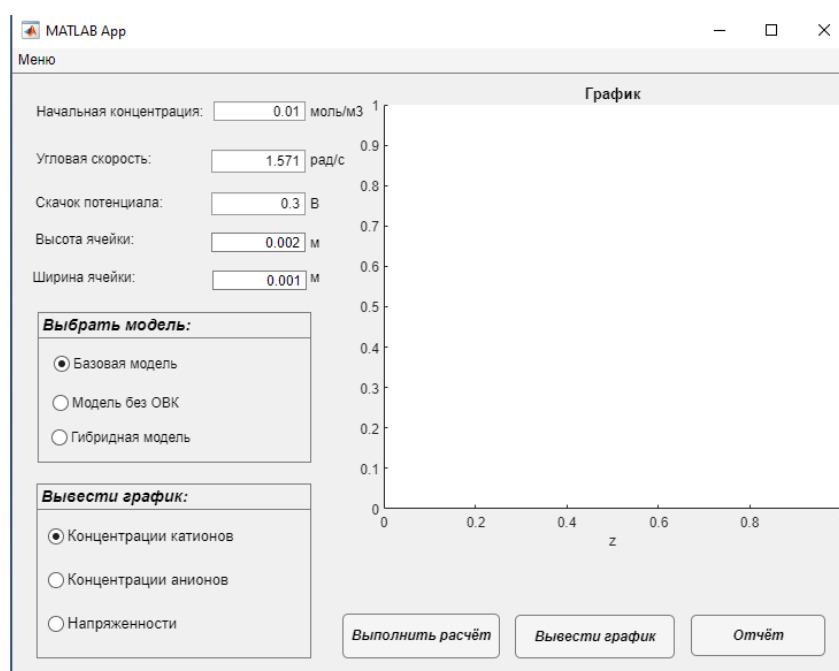 MATLAB App
Меню
Начальная концентрация: 0.01 моль/м3
Угловая скорость: 1.571 рад/с
Скачок потенциала: 0.3 В
Высота ячейки: 0.002 м
Ширина ячейки: 0.001 м
Выбрать модель:
Базовая модель
Модель без ОВК
Гибридная модель
Вывести график:
Концентрации катионов
Концентрации анионов
Напряженности
График
1
0.9
0.8
0.7
0.6
0.5
0.4
0.3
0.2
0.1
0
0 0.2 0.4 0.6 0.8
z
Выполнить расчёт Вывести график Отчёт